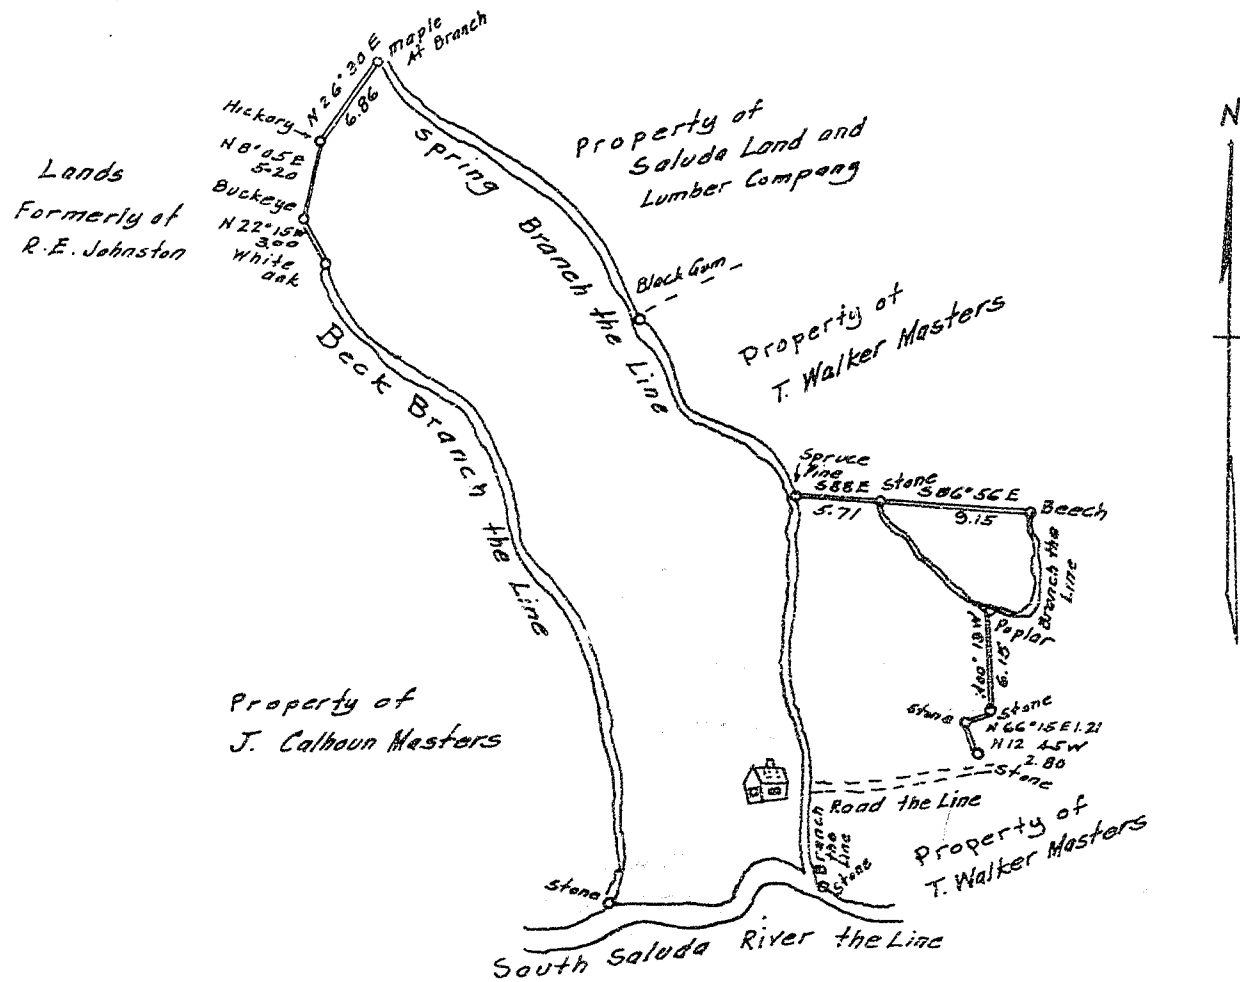 maple
At Branch
N 26° 30 E
6.86
Hickory
N 8° 05 E
5.20
Buckeye
N 22° 15 W
3.00
White
oak
Lands
Formerly of
R.E. Johnston
Property of
Saluda Land and
Lumber Company
N
Spring Branch the Line
Black Gum
Property of
T. Walker Masters
Beck Branch the Line
Spruce
Pine
S88E
5.71
Stone
S86° 56 E
9.15
Beech
Branch the
Line
Poplar
6.15
Stone
Stone
N 66° 15 E 1.21
N12 45W
2.80
Stone
Road the Line
Property of
J. Calhoun Masters
Property of
T. Walker Masters
Branch
the
Line
Stone
Stone
South Saluda River the Line